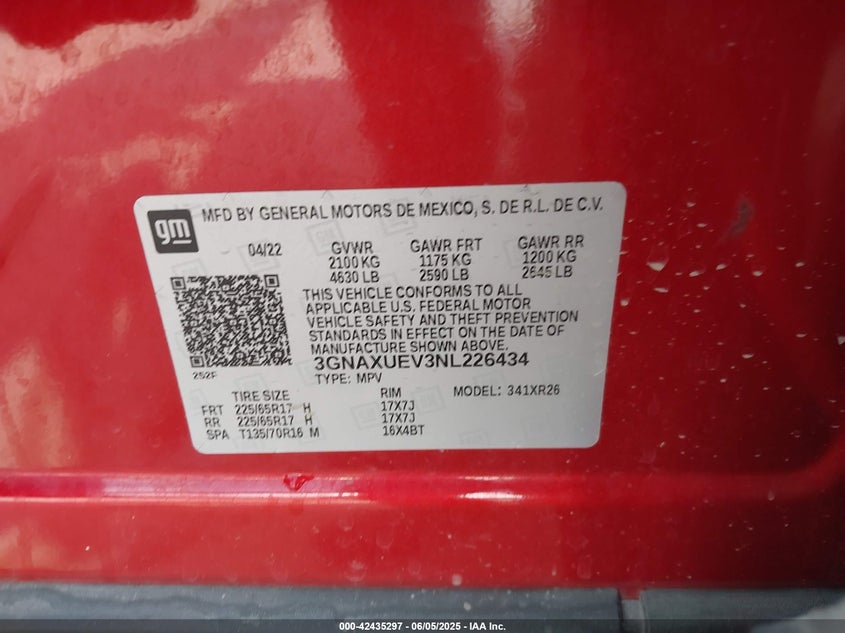 gm MFD BY GENERAL MOTORS DE MEXICO, S. DE R.L. DE C.V.
04/22 GVWR GAWR FRT GAWR RR
2100 KG 1175 KG 1200 KG
4630 LB 2590 LB 2645 LB
THIS VEHICLE CONFORMS TO ALL
APPLICABLE U.S. FEDERAL MOTOR
VEHICLE SAFETY AND THEFT PREVENTION
STANDARDS IN EFFECT ON THE DATE OF
MANUFACTURE SHOWN ABOVE.
3GNAXUEV3NL226434
252F TYPE: MPV
TIRE SIZE RIM MODEL: 341XR26
FRT 225/65R17 H 17X7J
RR 225/65R17 H 17X7J
SPA T135/70R16 M 16X4BT
000-42435297 - 06/05/2025 - IAA Inc.